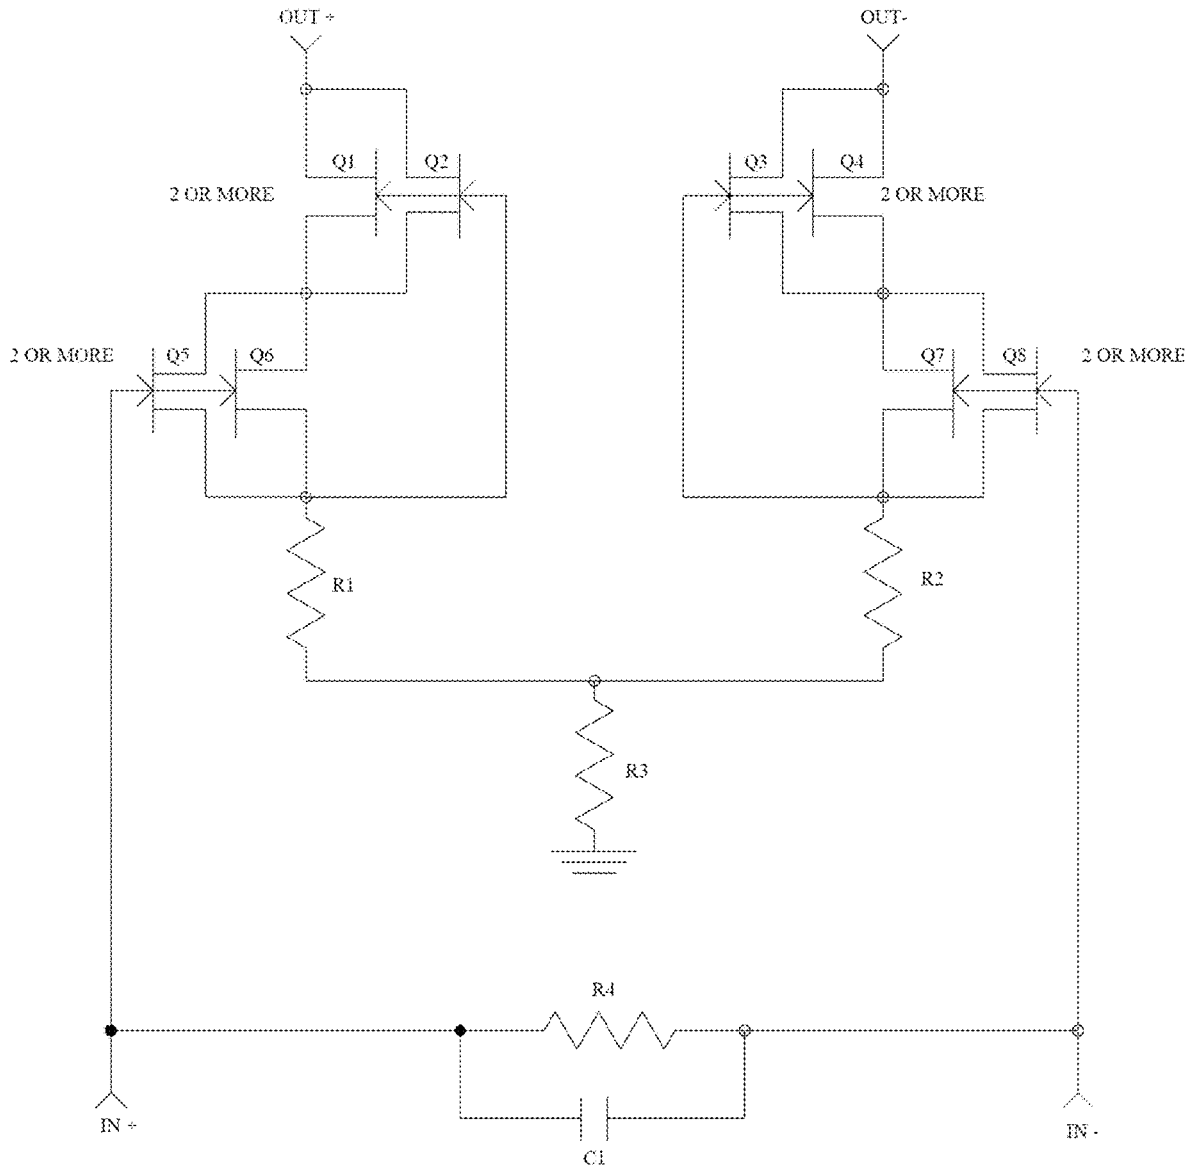 OUT +
OUT-
Q1
Q2
Q3
Q4
2 OR MORE
2 OR MORE
2 OR MORE
Q5
Q6
Q7
Q8
2 OR MORE
R1
R2
R3
R4
IN +
IN -
C1